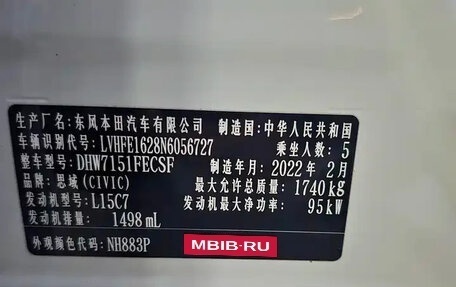 生产厂名：东风本田汽车有限公司 制造国：中华人民共和国
车辆识别代号：LVHFE1628N6056727 乘坐人数：5
整车型号：DHW7151FECSF 制造年月：2022年2月
品牌：思域(CIVIC) 最大允许总质量：1740kg
发动机型号：L15C7 发动机最大净功率：95kW
发动机排量：1498mL
外观颜色代码：NH883P MBIB-RU